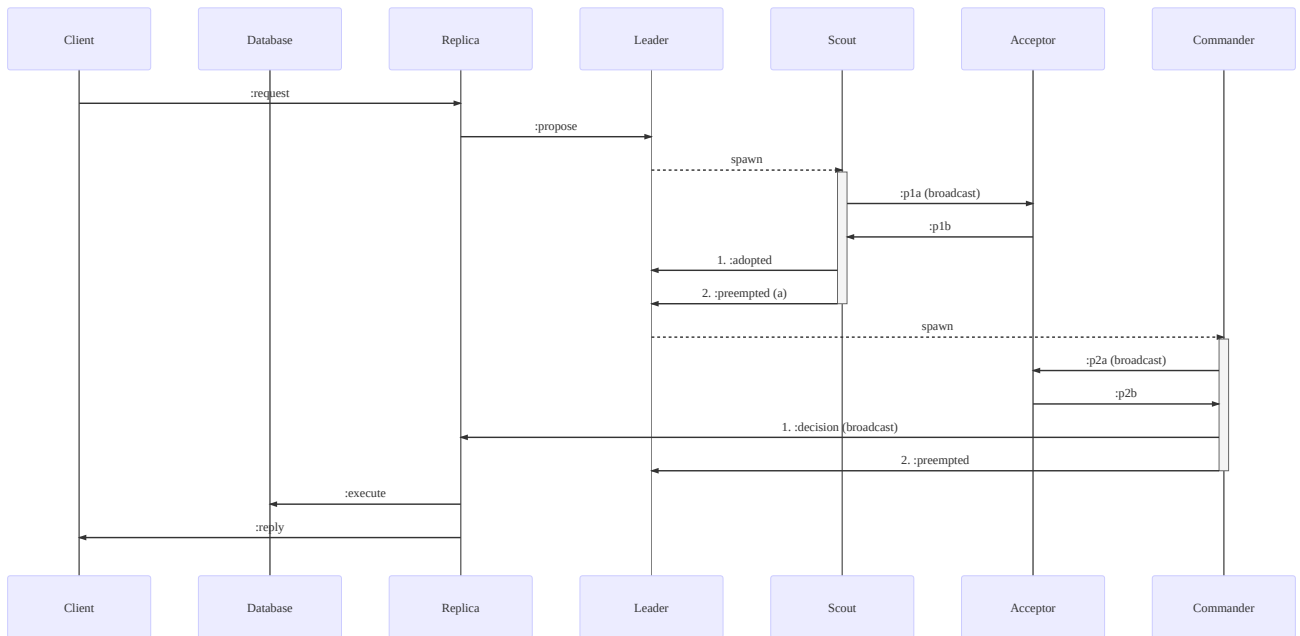 Client Database Replica Leader Scout Acceptor Commander
:request
:propose
spawn
:p1a (broadcast)
:p1b
1. :adopted
2. :preempted (a)
spawn
:p2a (broadcast)
:p2b
1. :decision (broadcast)
2. :preempted
:execute
:reply
Client Database Replica Leader Scout Acceptor Commander